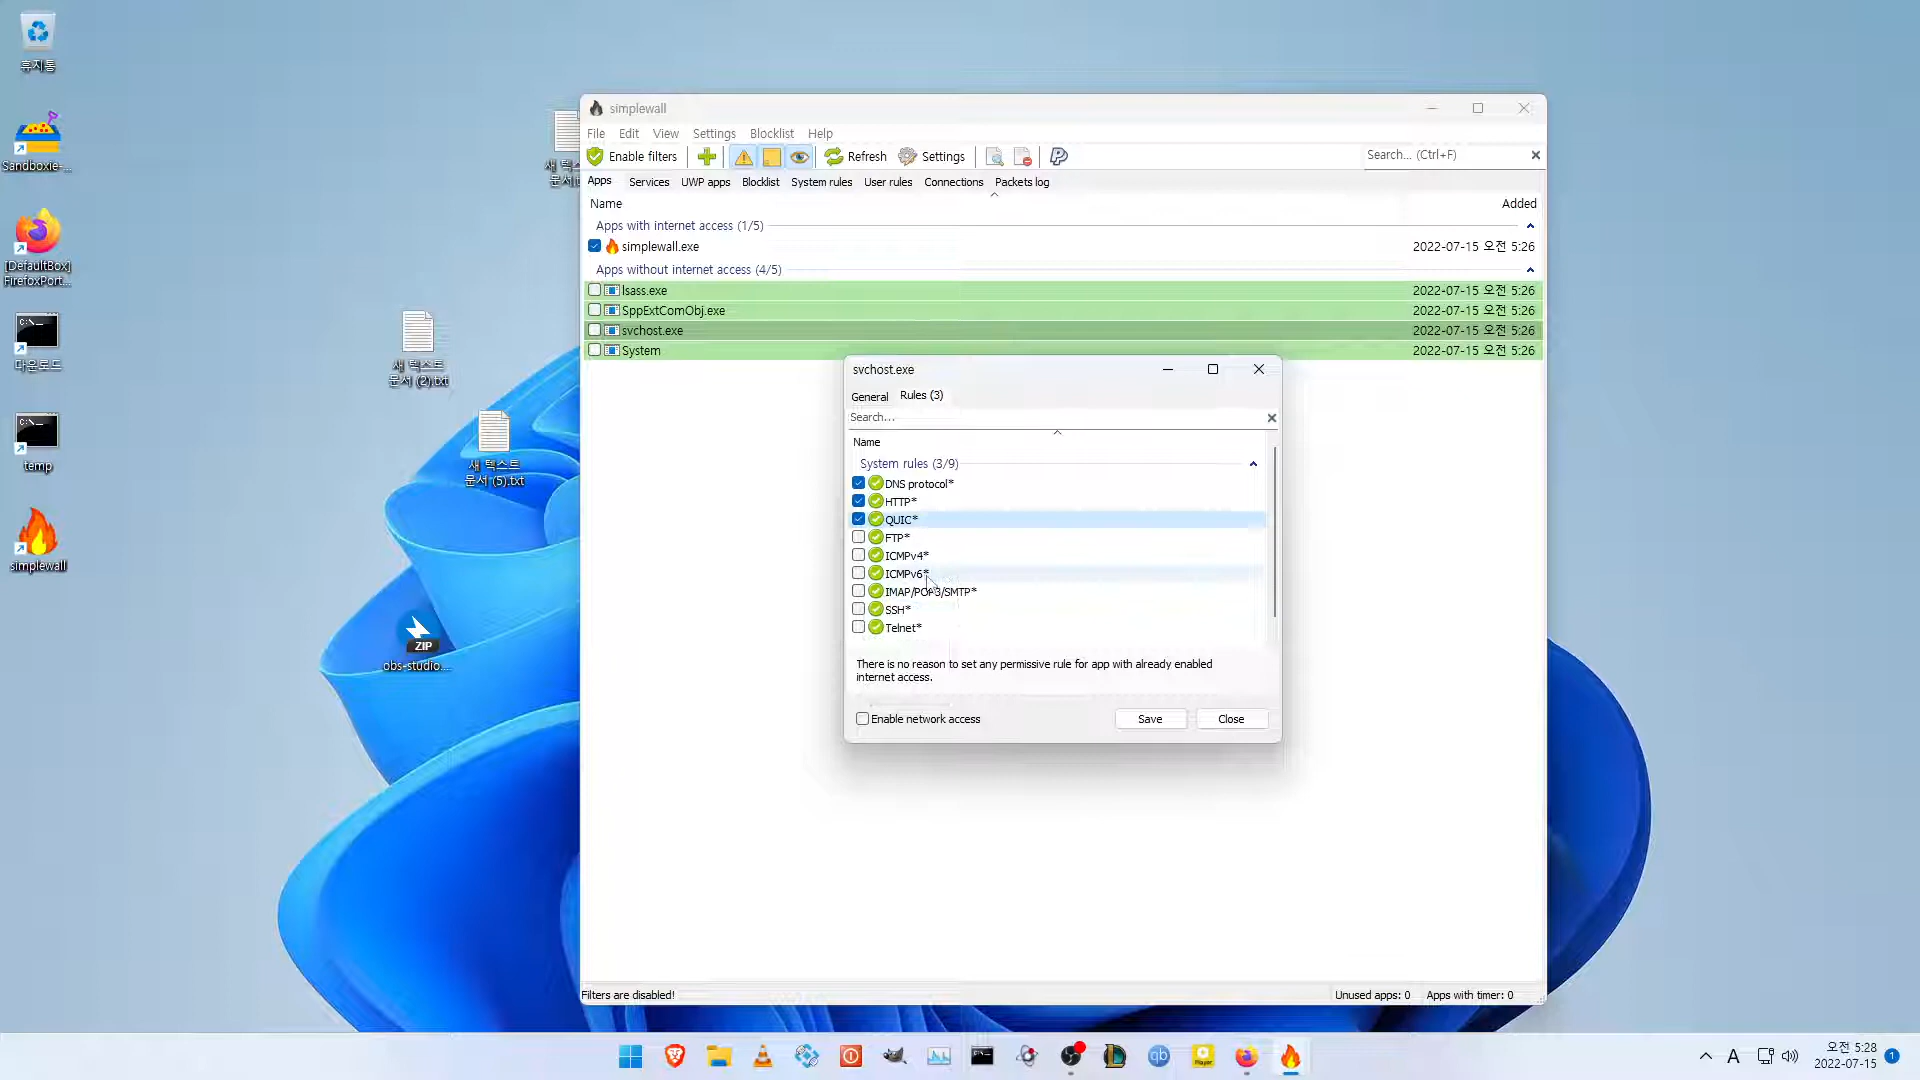 휴지통
Sandboxie-...
[DefaultBox]
FirefoxPort...
다운로드
temp
simplewall
새 텍스트
문서 (2).txt
새 텍스트
문서 (5).txt
ZIP
obs-studio....
simplewall
File Edit View Settings Blocklist Help
Enable filters Refresh Settings Search... (Ctrl+F)
Apps Services UWP apps Blocklist System rules User rules Connections Packets log
Name Added
Apps with internet access (1/5)
simplewall.exe 2022-07-15 오전 5:26
Apps without internet access (4/5)
lsass.exe 2022-07-15 오전 5:26
SppExtComObj.exe 2022-07-15 오전 5:26
svchost.exe 2022-07-15 오전 5:26
System 2022-07-15 오전 5:26
svchost.exe
General Rules (3)
Search...
Name
System rules (3/9)
DNS protocol*
HTTP*
QUIC*
FTP*
ICMPv4*
ICMPv6*
IMAP/POP3/SMTP*
SSH*
Telnet*
There is no reason to set any permissive rule for app with already enabled
internet access.
Enable network access Save Close
Filters are disabled! Unused apps: 0 Apps with timer: 0
qb
Player
A
오전 5:28
2022-07-15
1